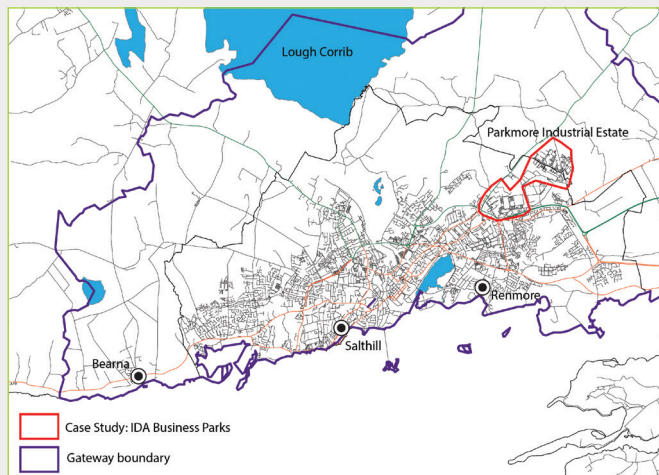 Lough Corrib
Parkmore Industrial Estate
Renmore
Salthill
Bearna
Case Study: IDA Business Parks
Gateway boundary